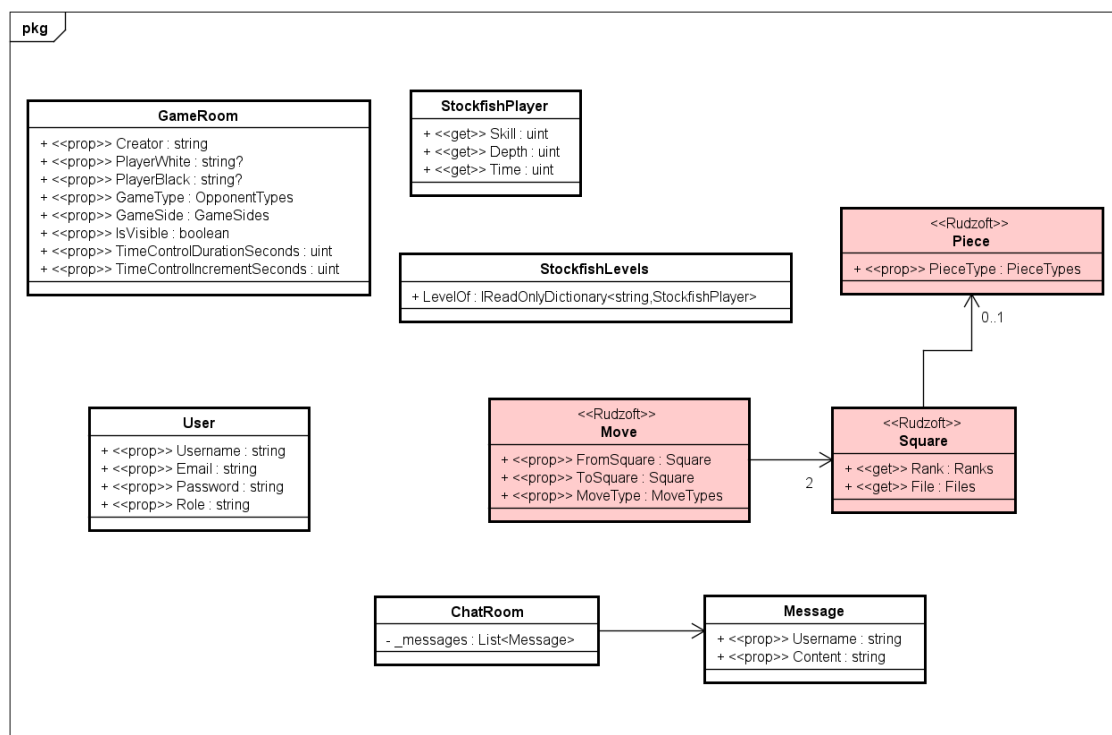 pkg
GameRoom
+ <<prop>> Creator : string
+ <<prop>> PlayerWhite : string?
+ <<prop>> PlayerBlack : string?
+ <<prop>> GameType : OpponentTypes
+ <<prop>> GameSide : GameSides
+ <<prop>> IsVisible : boolean
+ <<prop>> TimeControlDurationSeconds : uint
+ <<prop>> TimeControlIncrementSeconds : uint
StockfishPlayer
+ <<get>> Skill : uint
+ <<get>> Depth : uint
+ <<get>> Time : uint
<<Rudzoft>>
Piece
+ <<prop>> PieceType : PieceTypes
0..1
StockfishLevels
+ LevelOf : IReadOnlyDictionary<string,StockfishPlayer>
User
+ <<prop>> Username : string
+ <<prop>> Email : string
+ <<prop>> Password : string
+ <<prop>> Role : string
<<Rudzoft>>
Move
+ <<prop>> FromSquare : Square
+ <<prop>> ToSquare : Square
+ <<prop>> MoveType : MoveTypes
2
<<Rudzoft>>
Square
+ <<get>> Rank : Ranks
+ <<get>> File : Files
ChatRoom
- _messages : List<Message>
Message
+ <<prop>> Username : string
+ <<prop>> Content : string